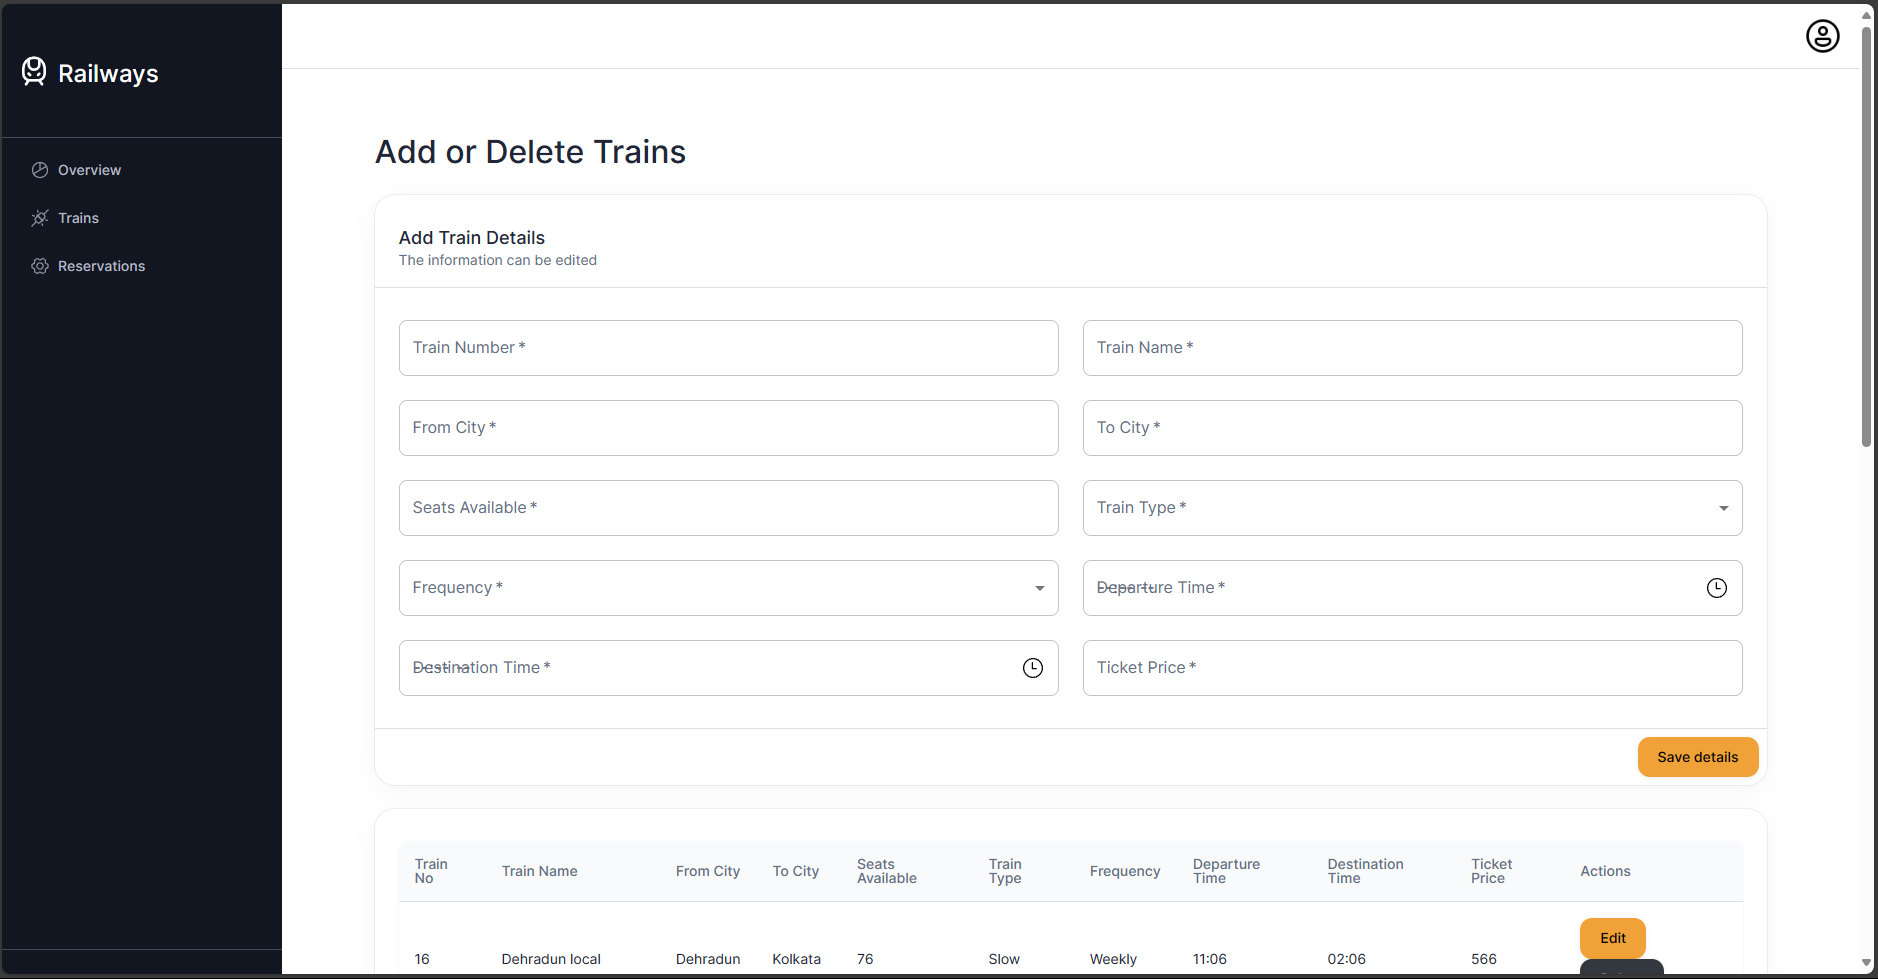 Railways
Overview
Trains
Reservations
Add or Delete Trains
Add Train Details
The information can be edited
Train Number *
Train Name *
From City *
To City *
Seats Available *
Train Type *
Frequency *
Departure Time *
Destination Time *
Ticket Price *
Save details
Train No
Train Name
From City
To City
Seats Available
Train Type
Frequency
Departure Time
Destination Time
Ticket Price
Actions
16
Dehradun local
Dehradun
Kolkata
76
Slow
Weekly
11:06
02:06
566
Edit